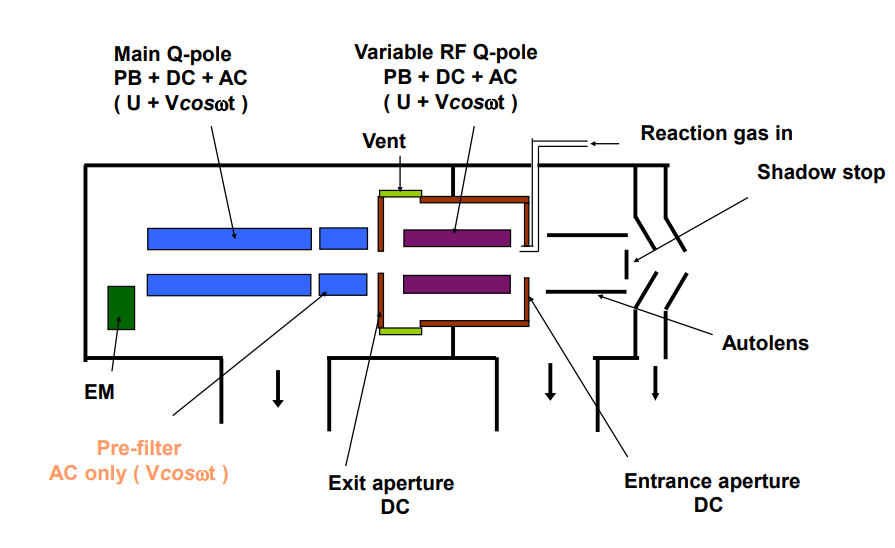 Main Q-pole
PB + DC + AC
( U + Vcosωt )
Variable RF Q-pole
PB + DC + AC
( U + Vcosωt )
Vent
Reaction gas in
Shadow stop
Autolens
EM
Pre-filter
AC only ( Vcosωt )
Exit aperture
DC
Entrance aperture
DC